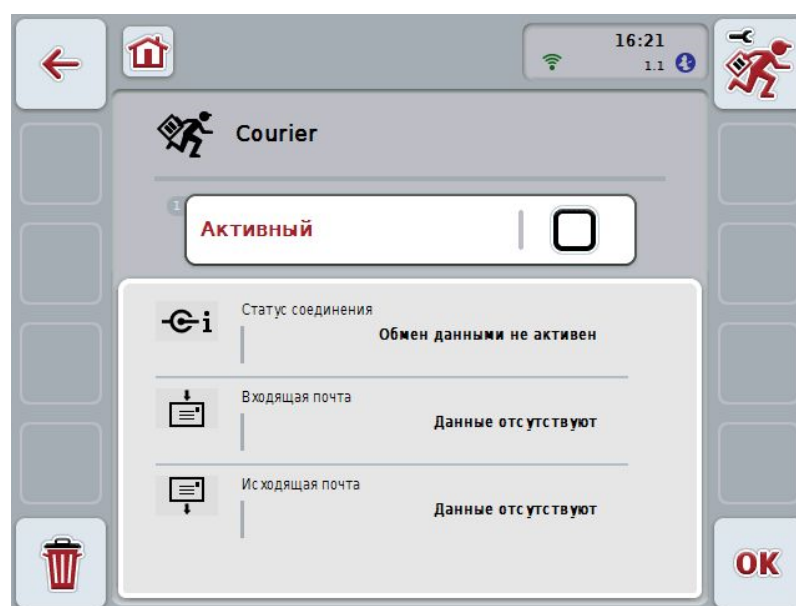 16:21
1.1
Courier
1
Активный
Статус соединения
Обмен данными не активен
Входящая почта
Данные отсутствуют
Исходящая почта
Данные отсутствуют
OK